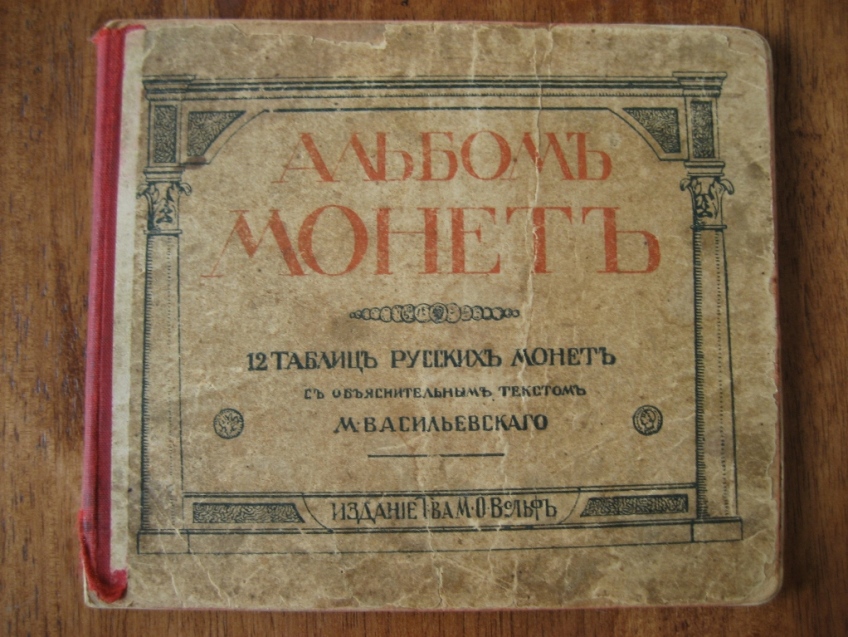 АЛЬБОМЪ
МОНЕТЪ
12 ТАБЛИЦЪ РУССКИХЪ МОНЕТЪ
СЪ ОБЪЯСНИТЕЛЬНЫМЪ ТЕКСТОМЪ
М·ВАСИЛЬЕВСКАГО
ИЗДАНІЕ Т-ВА М·О·ВОЛЬФЪ